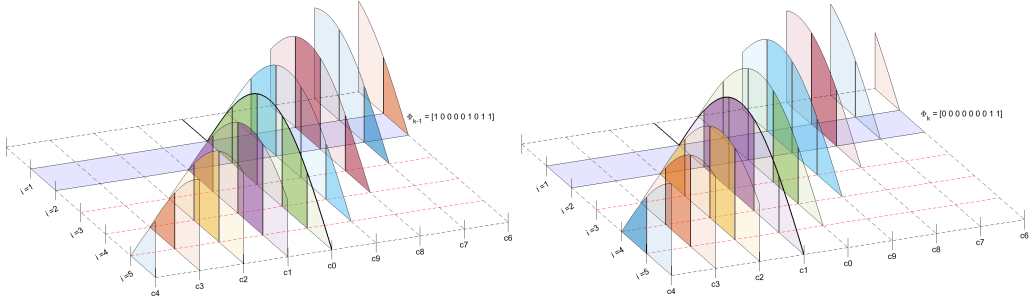 Φk-1 = [1 0 0 0 0 0 1 0 1 1]
i =1
i =2
i =3
i =4
i =5
c4
c3
c2
c1
c0
c9
c8
c7
c6
Φk = [0 0 0 0 0 0 0 0 1 1]
i =1
i =2
i =3
i =4
i =5
c4
c3
c2
c1
c0
c9
c8
c7
c6